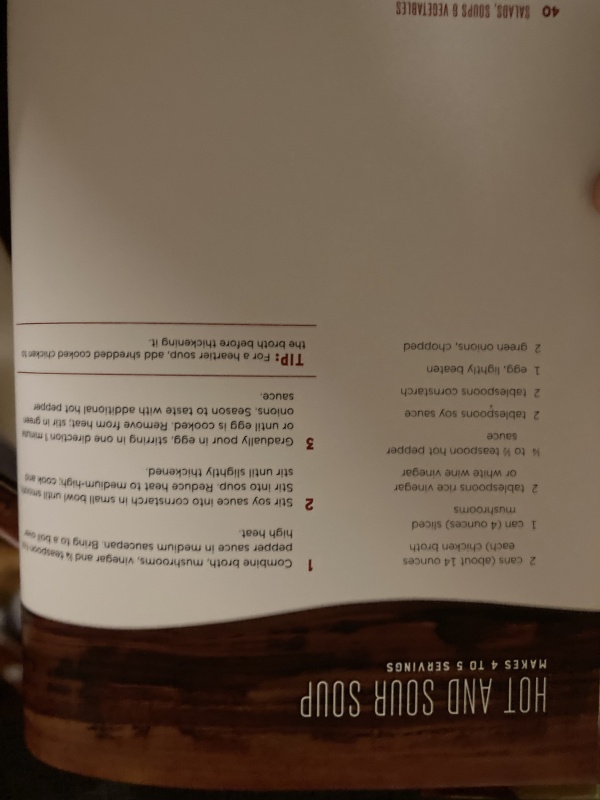 HOT AND SOUR SOUP
MAKES 4 TO 5 SERVINGS
2 cans (about 14 ounces
each) chicken broth
1 can (4 ounces) sliced
mushrooms
2 tablespoons rice vinegar
or white wine vinegar
¼ to ½ teaspoon hot pepper
sauce
2 tablespoons soy sauce
2 tablespoons cornstarch
1 egg, lightly beaten
2 green onions, chopped
1 Combine broth, mushrooms, vinegar and ¼ teaspoon
pepper sauce in medium saucepan. Bring to a boil over
high heat.
2 Stir soy sauce into cornstarch in small bowl until smooth.
Stir into soup. Reduce heat to medium-high; cook and
stir until slightly thickened.
3 Gradually pour in egg, stirring in one direction 1 minute
or until egg is cooked. Remove from heat; stir in green
onions. Season to taste with additional hot pepper
sauce.
TIP: For a heartier soup, add shredded cooked chicken to
the broth before thickening it.
40 SALADS, SOUPS & VEGETABLES